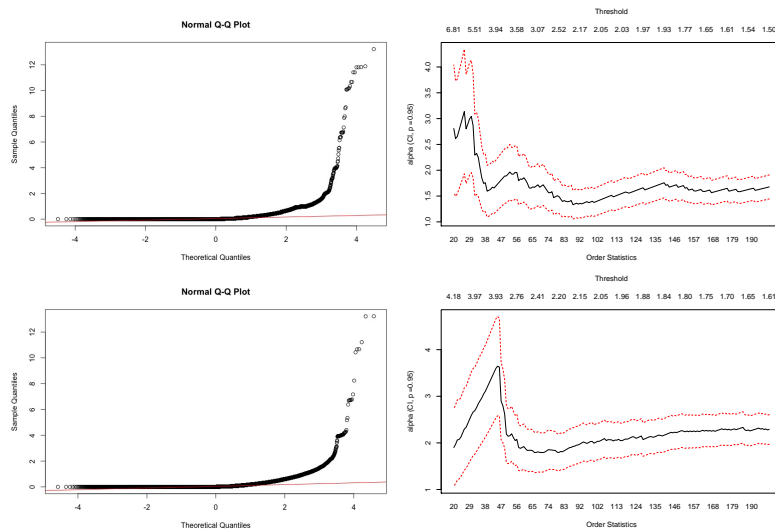 Normal Q-Q Plot
Sample Quantiles
0 2 4 6 8 10 12
-4 -2 0 2 4
Theoretical Quantiles
Threshold
6.81 5.51 3.94 3.58 3.07 2.52 2.17 2.05 2.03 1.97 1.93 1.77 1.61 1.54 1.50
alpha (CI, p =0.95)
1.0 1.5 2.0 2.5 3.0 3.5 4.0
20 29 38 47 56 65 74 83 92 102 113 124 135 146 157 168 179 190
Order Statistics
Normal Q-Q Plot
Sample Quantiles
0 2 4 6 8 10 12
-4 -2 0 2 4
Theoretical Quantiles
Threshold
4.18 3.97 3.93 2.76 2.41 2.20 2.15 2.05 1.96 1.88 1.84 1.80 1.75 1.70 1.65 1.61
alpha (CI, p =0.95)
1 2 3 4
20 29 38 47 56 65 74 83 92 102 113 124 135 146 157 168 179 190
Order Statistics